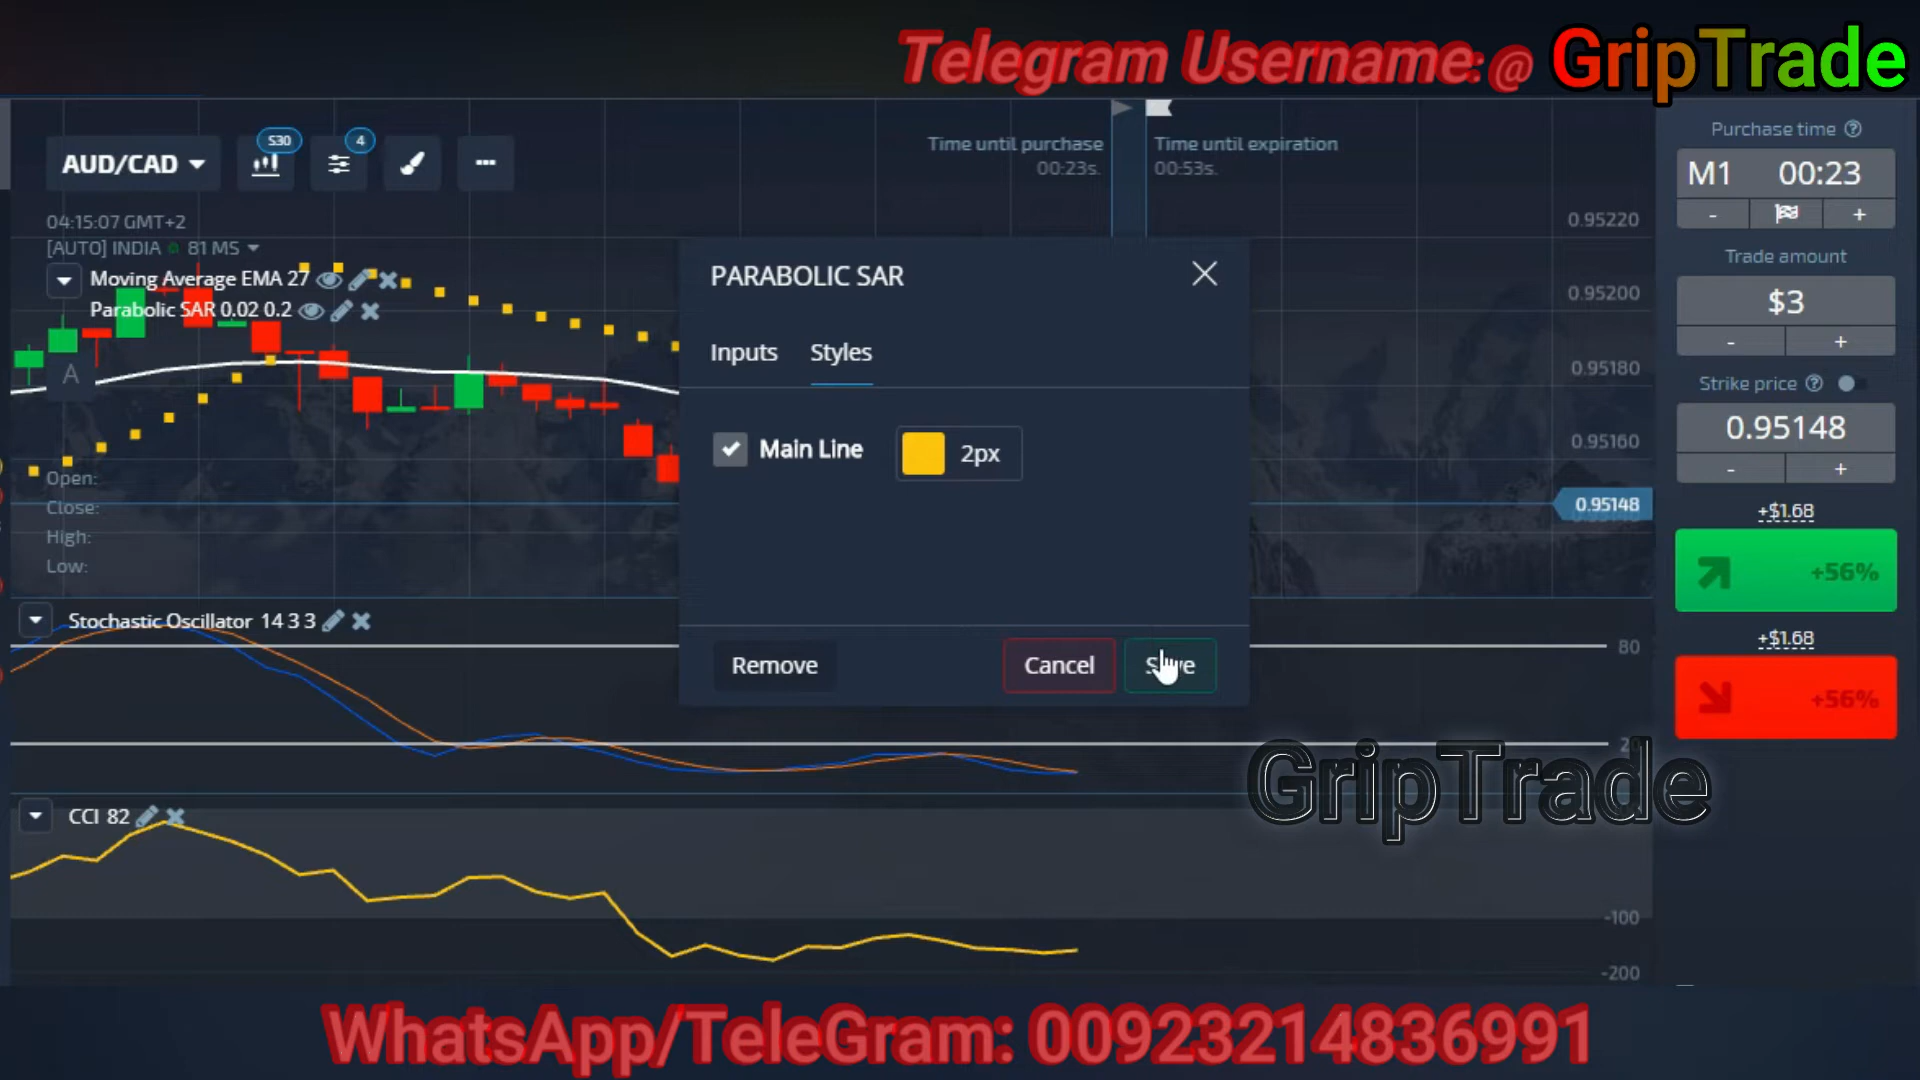 Telegram Username:@ GripTrade
AUD/CAD
S30
4
Time until purchase
00:23s.
Time until expiration
00:53s.
04:15:07 GMT+2
[AUTO] INDIA 81 MS
Moving Average EMA 27
Parabolic SAR 0.02 0.2
A
Open:
Close:
High:
Low:
PARABOLIC SAR
Inputs Styles
Main Line 2px
Remove Cancel Save
0.95220
0.95200
0.95180
0.95160
0.95148
Purchase time
M1 00:23
- +
Trade amount
$3
- +
Strike price
0.95148
- +
+$1.68
+56%
+$1.68
+56%
Stochastic Oscillator 14 3 3
80
GripTrade
CCI 82
-100
-200
WhatsApp/TeleGram: 00923214836991